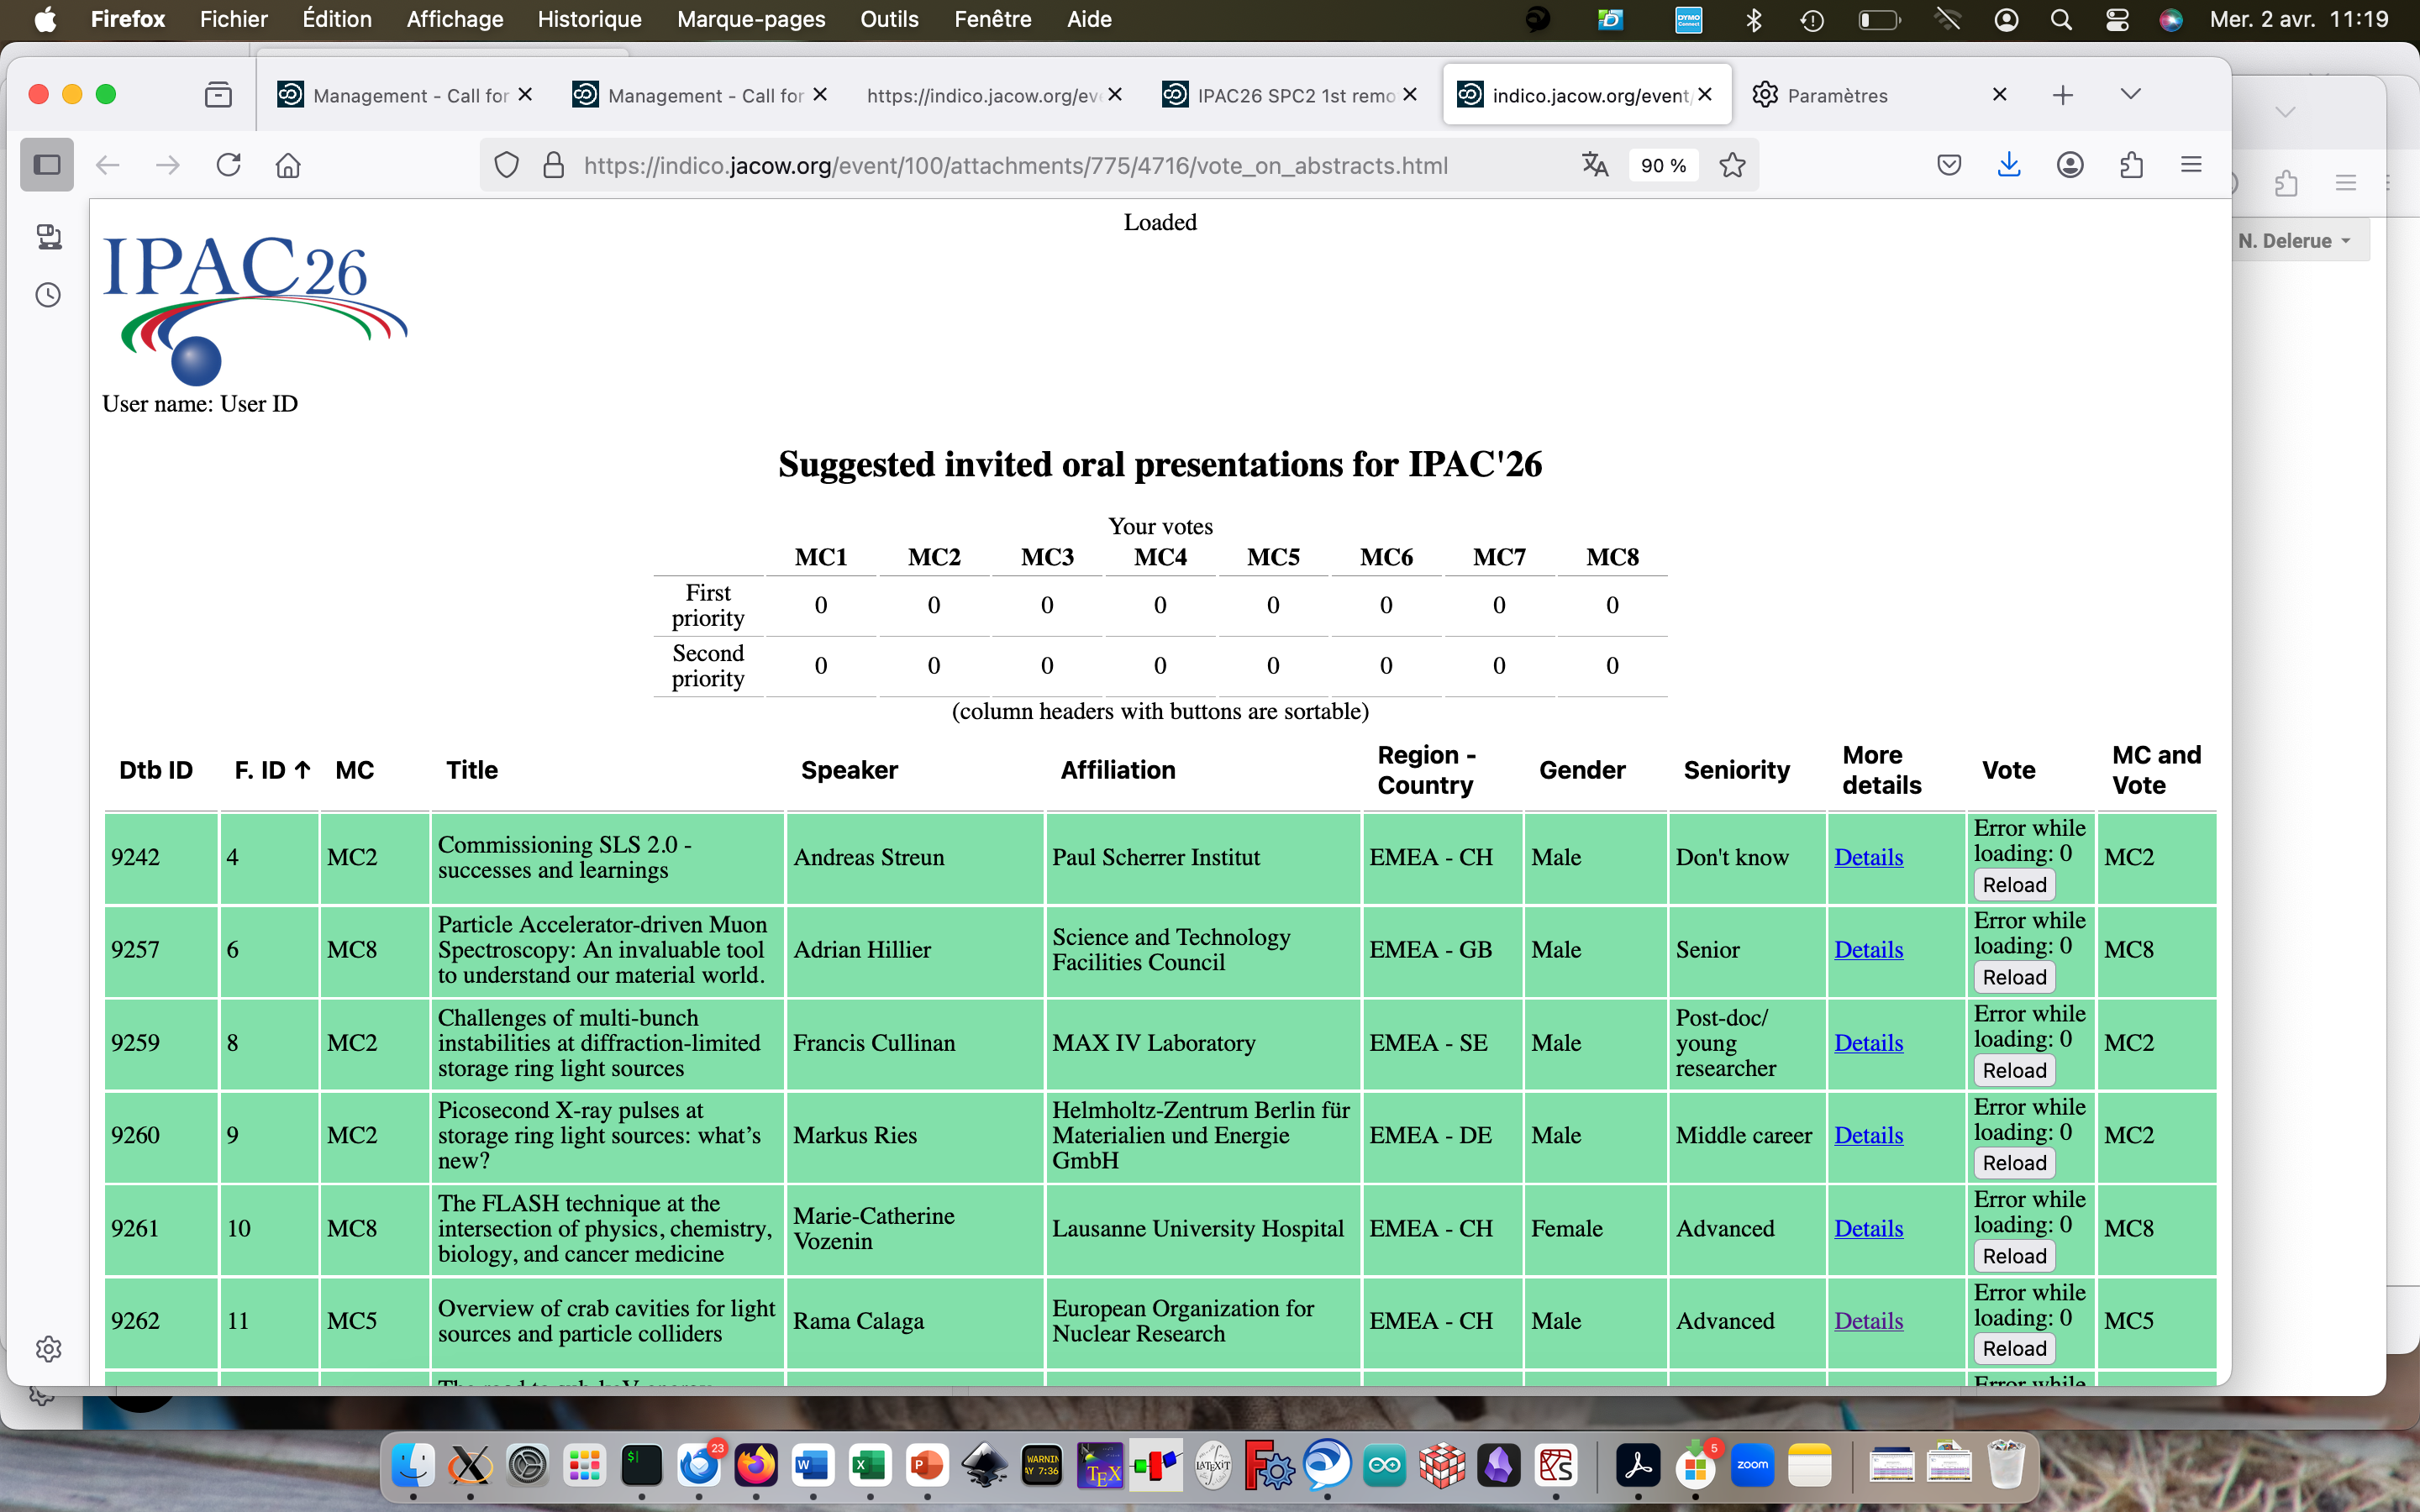 Firefox Fichier Édition Affichage Historique Marque-pages Outils Fenêtre Aide Mer. 2 avr. 11:19
Management - Call for
Management - Call for
https://indico.jacow.org/eve
IPAC26 SPC2 1st remo
indico.jacow.org/event/
Paramètres
https://indico.jacow.org/event/100/attachments/775/4716/vote_on_abstracts.html
90 %
N. Delerue
Loaded
IPAC26
User name: User ID
Suggested invited oral presentations for IPAC'26
Your votes
MC1 MC2 MC3 MC4 MC5 MC6 MC7 MC8
First
priority
0 0 0 0 0 0 0 0
Second
priority
0 0 0 0 0 0 0 0
(column headers with buttons are sortable)
Dtb ID
F. ID ↑
MC
Title
Speaker
Affiliation
Region -
Country
Gender
Seniority
More
details
Vote
MC and
Vote
9242
4
MC2
Commissioning SLS 2.0 -
successes and learnings
Andreas Streun
Paul Scherrer Institut
EMEA - CH
Male
Don't know
Details
Error while
loading: 0
Reload
MC2
9257
6
MC8
Particle Accelerator-driven Muon
Spectroscopy: An invaluable tool
to understand our material world.
Adrian Hillier
Science and Technology
Facilities Council
EMEA - GB
Male
Senior
Details
Error while
loading: 0
Reload
MC8
9259
8
MC2
Challenges of multi-bunch
instabilities at diffraction-limited
storage ring light sources
Francis Cullinan
MAX IV Laboratory
EMEA - SE
Male
Post-doc/
young
researcher
Details
Error while
loading: 0
Reload
MC2
9260
9
MC2
Picosecond X-ray pulses at
storage ring light sources: what’s
new?
Markus Ries
Helmholtz-Zentrum Berlin für
Materialien und Energie
GmbH
EMEA - DE
Male
Middle career
Details
Error while
loading: 0
Reload
MC2
9261
10
MC8
The FLASH technique at the
intersection of physics, chemistry,
biology, and cancer medicine
Marie-Catherine
Vozenin
Lausanne University Hospital
EMEA - CH
Female
Advanced
Details
Error while
loading: 0
Reload
MC8
9262
11
MC5
Overview of crab cavities for light
sources and particle colliders
Rama Calaga
European Organization for
Nuclear Research
EMEA - CH
Male
Advanced
Details
Error while
loading: 0
Reload
MC5
Error while
23
WARNIN
AY 7:36
TEX
LATEXiT
zoom
5